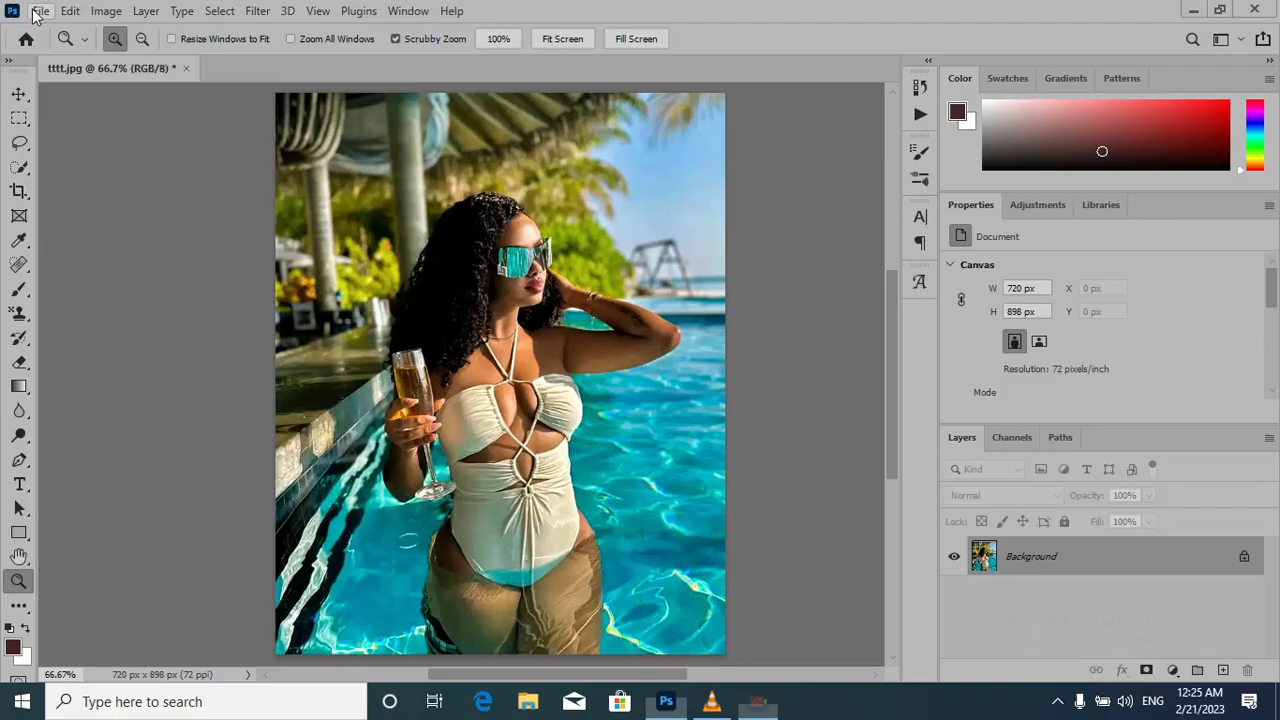 Ps File Edit Image Layer Type Select Filter 3D View Plugins Window Help
Resize Windows to Fit Zoom All Windows Scrubby Zoom 100% Fit Screen Fill Screen
tttt.jpg @ 66.7% (RGB/8) * ×
Color Swatches Gradients Patterns
Properties Adjustments Libraries
Document
Canvas
W 720 px X 0 px
H 898 px Y 0 px
Resolution: 72 pixels/inch
Mode
Layers Channels Paths
Kind
Normal Opacity: 100%
Lock: Fill: 100%
Background
66.67% 720 px x 898 px (72 ppi)
Type here to search
Ps
ENG
12:25 AM
2/21/2023